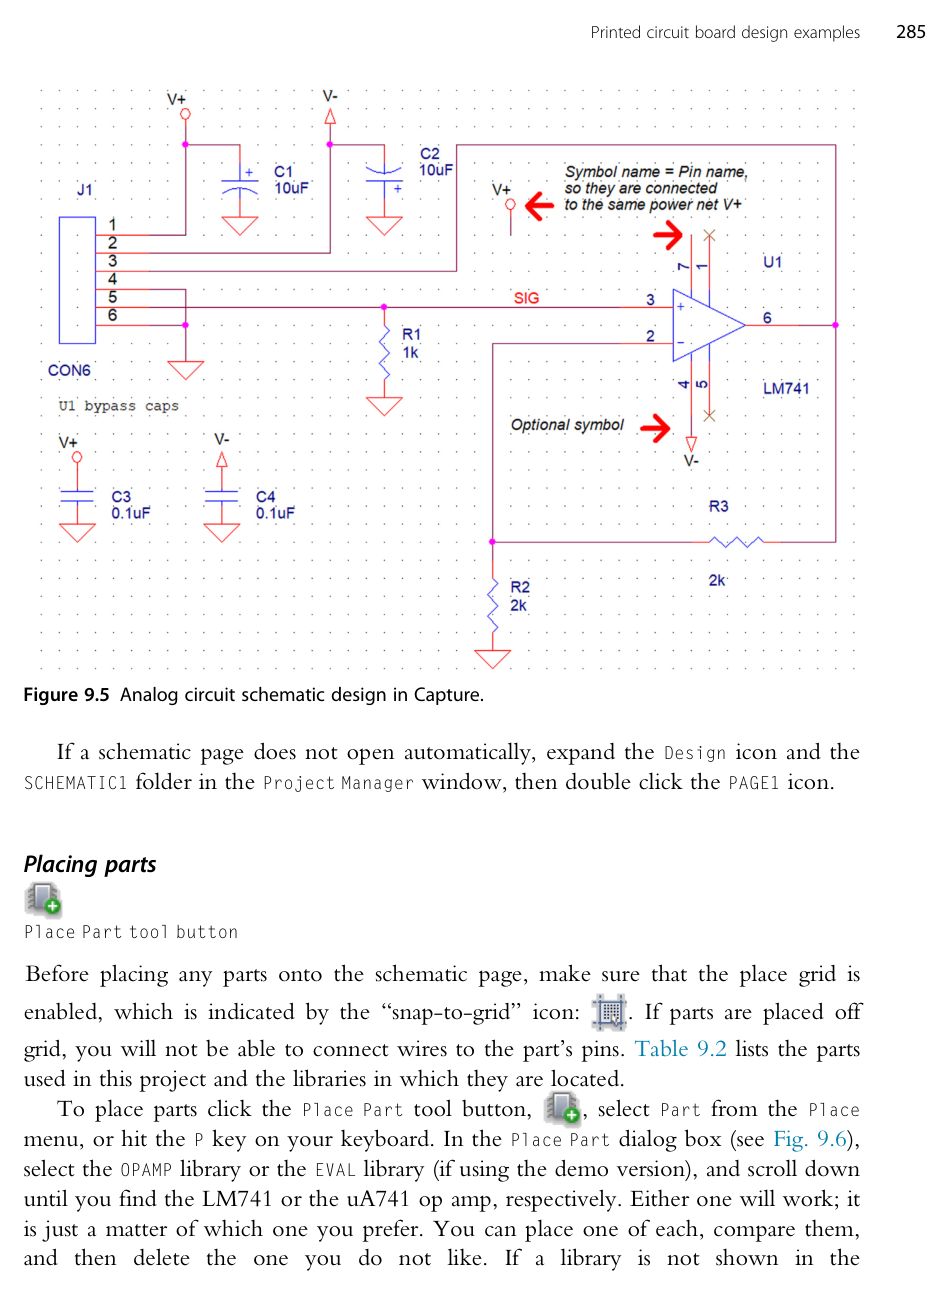 Printed circuit board design examples 285
V+
V-
C1
10uF
C2
10uF
J1
1
2
3
4
5
6
CON6
V+
Symbol name = Pin name,
so they are connected
to the same power net V+
7
1
U1
SIG
3
2
6
4
5
LM741
R1
1k
U1 bypass caps
V+
V-
C3
0.1uF
C4
0.1uF
Optional symbol
V-
R3
2k
R2
2k
Figure 9.5 Analog circuit schematic design in Capture.
If a schematic page does not open automatically, expand the Design icon and the
SCHEMATIC1 folder in the Project Manager window, then double click the PAGE1 icon.
Placing parts
Place Part tool button
Before placing any parts onto the schematic page, make sure that the place grid is
enabled, which is indicated by the “snap-to-grid” icon: . If parts are placed off
grid, you will not be able to connect wires to the part’s pins. Table 9.2 lists the parts
used in this project and the libraries in which they are located.
To place parts click the Place Part tool button, , select Part from the Place
menu, or hit the P key on your keyboard. In the Place Part dialog box (see Fig. 9.6),
select the OPAMP library or the EVAL library (if using the demo version), and scroll down
until you find the LM741 or the uA741 op amp, respectively. Either one will work; it
is just a matter of which one you prefer. You can place one of each, compare them,
and then delete the one you do not like. If a library is not shown in the